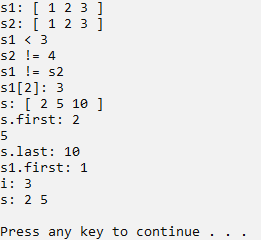 s1: [ 1 2 3 ]
s2: [ 1 2 3 ]
s1 < 3
s2 != 4
s1 != s2
s1[2]: 3
s: [ 2 5 10 ]
s.first: 2
5
s.last: 10
s1.first: 1
i: 3
s: 2 5
Press any key to continue . . .